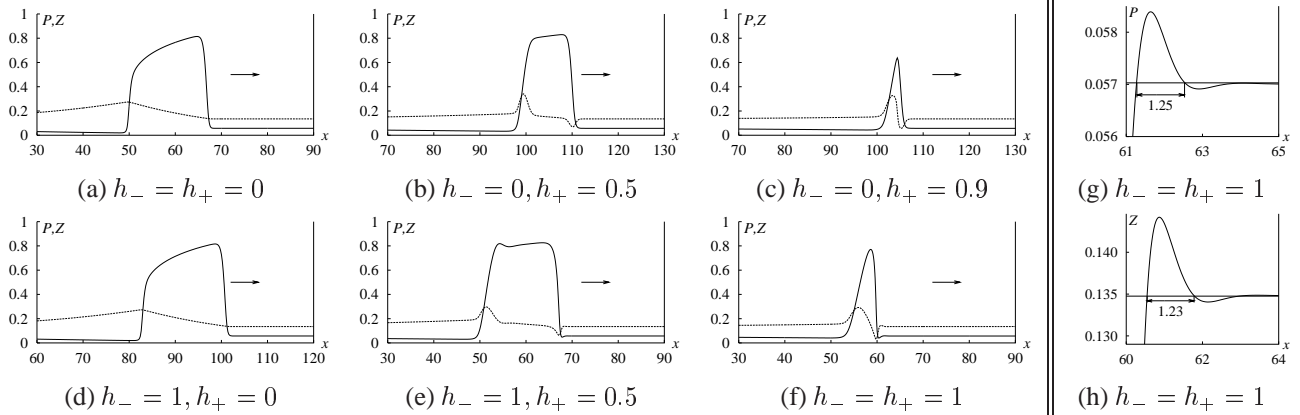 P,Z
1
0.8
0.6
0.4
0.2
0
30 40 50 60 70 80 90
x
(a) h₋ = h₊ = 0
P,Z
1
0.8
0.6
0.4
0.2
0
70 80 90 100 110 120 130
x
(b) h₋ = 0, h₊ = 0.5
P,Z
1
0.8
0.6
0.4
0.2
0
70 80 90 100 110 120 130
x
(c) h₋ = 0, h₊ = 0.9
P
0.058
0.057
0.056
1.25
61 63 65
x
(g) h₋ = h₊ = 1
P,Z
1
0.8
0.6
0.4
0.2
0
60 70 80 90 100 110 120
x
(d) h₋ = 1, h₊ = 0
P,Z
1
0.8
0.6
0.4
0.2
0
30 40 50 60 70 80 90
x
(e) h₋ = 1, h₊ = 0.5
P,Z
1
0.8
0.6
0.4
0.2
0
30 40 50 60 70 80 90
x
(f) h₋ = h₊ = 1
Z
0.140
0.135
0.130
1.23
60 62 64
x
(h) h₋ = h₊ = 1